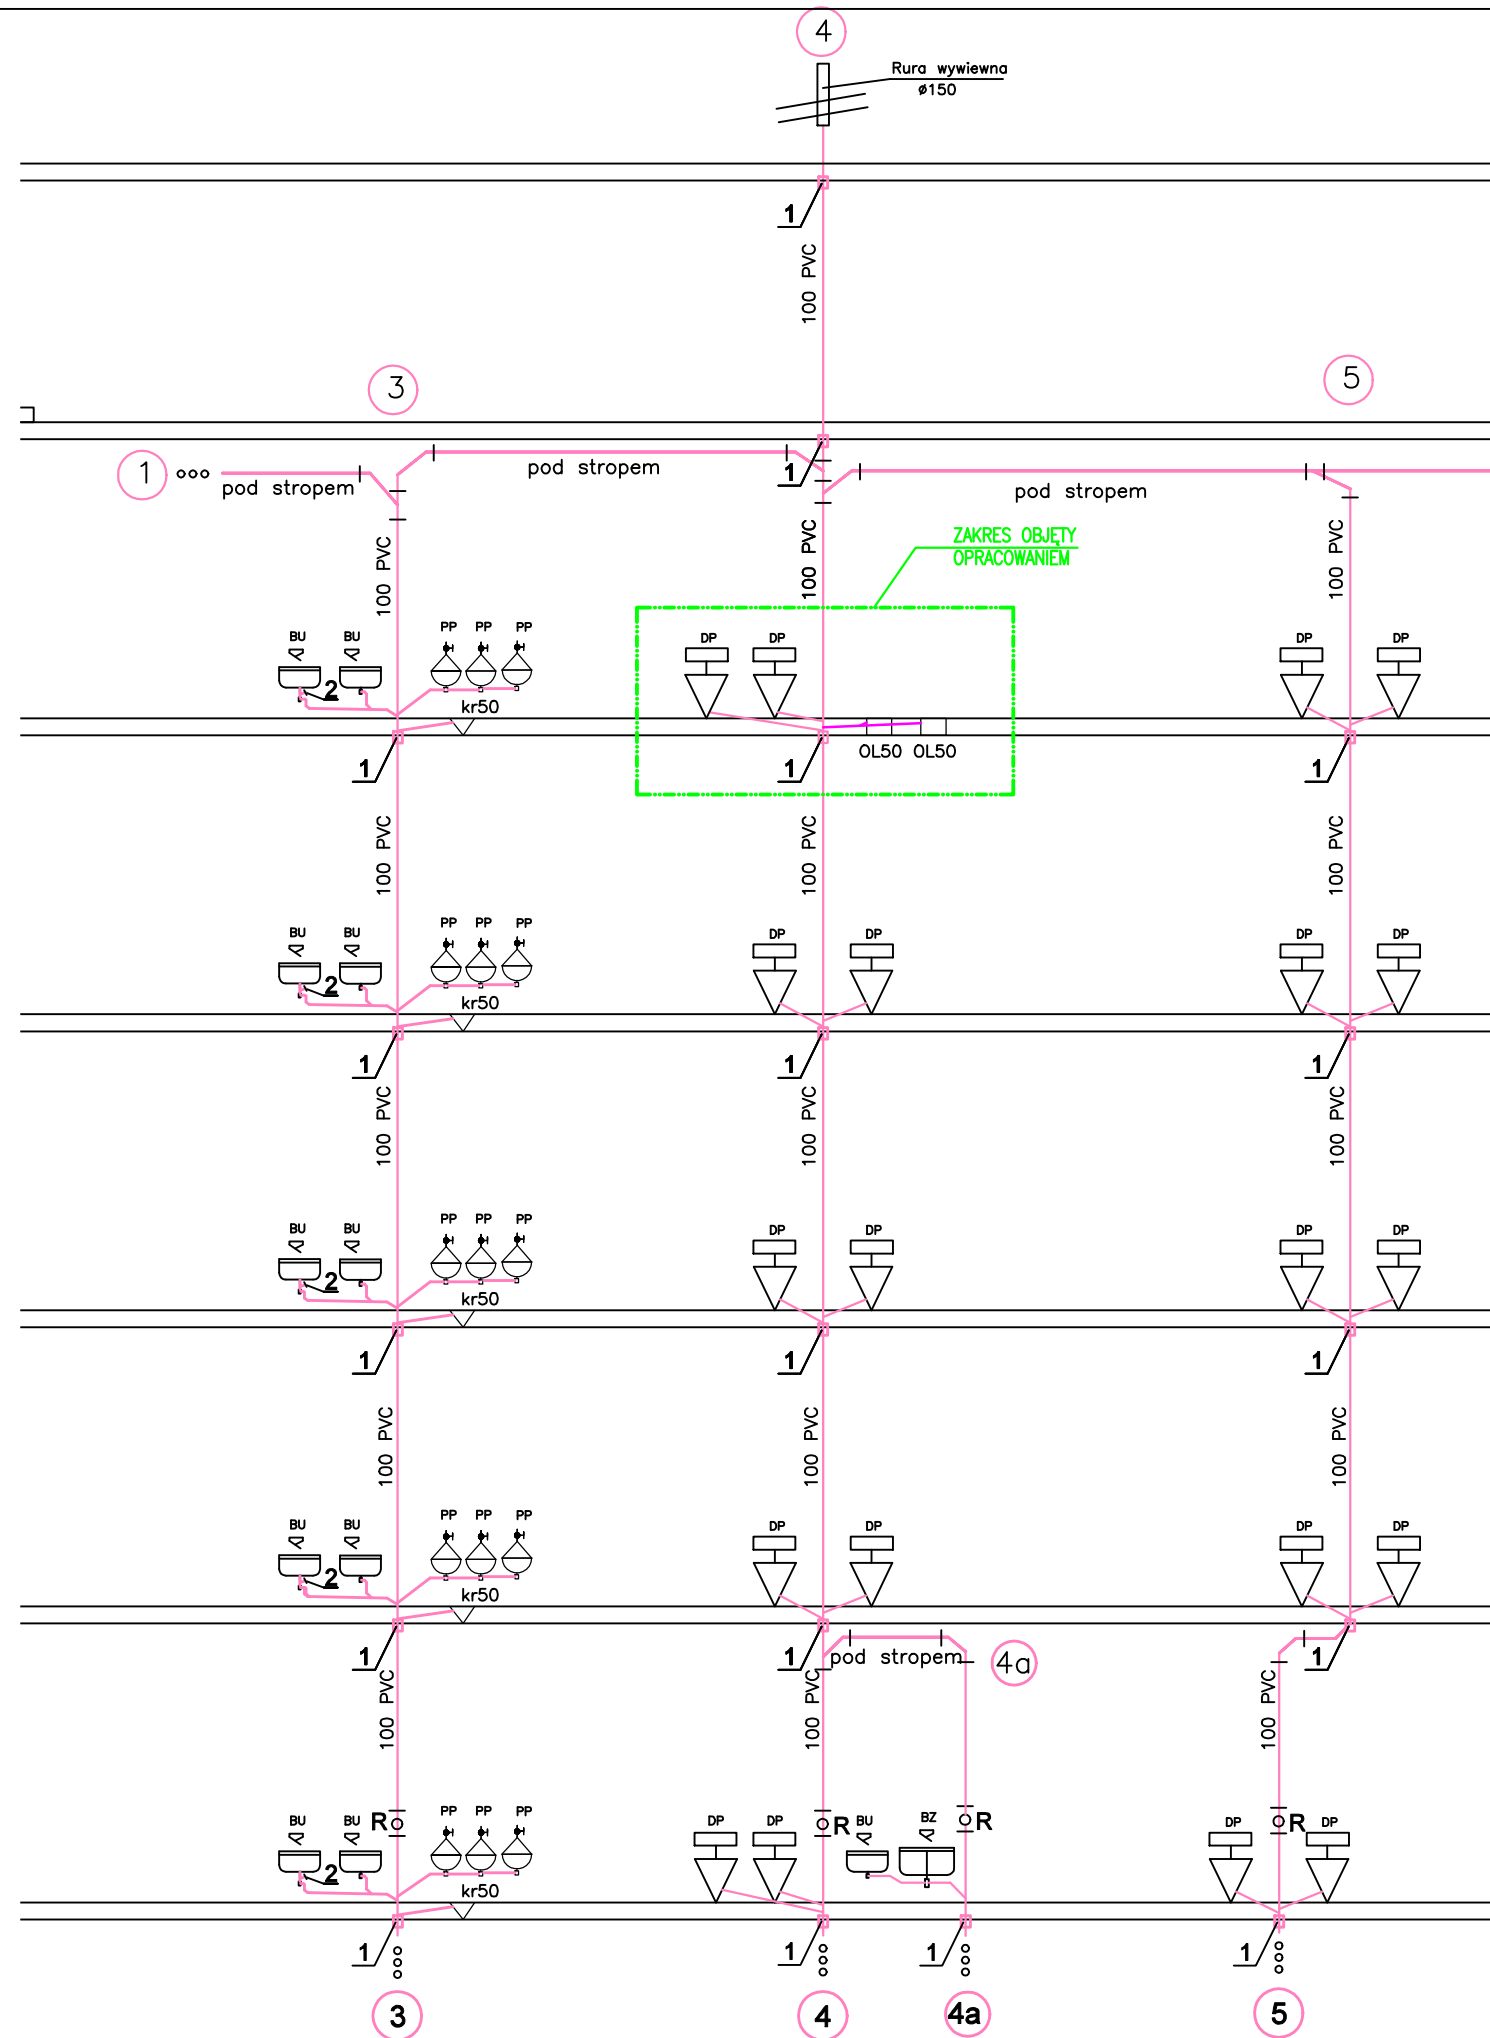 4
Rura wywiewna
ø150
1
100 PVC
3
5
1
pod stropem
pod stropem
1
pod stropem
100 PVC
100 PVC
100 PVC
ZAKRES OBJĘTY
OPRACOWANIEM
BU BU PP PP PP
DP DP
DP DP
2
kr50
OL50 OL50
1
1
1
100 PVC
100 PVC
100 PVC
BU BU PP PP PP
DP DP
DP DP
2
kr50
1
1
1
100 PVC
100 PVC
100 PVC
BU BU PP PP PP
DP DP
DP DP
2
kr50
1
1
1
100 PVC
100 PVC
100 PVC
BU BU PP PP PP
DP DP
DP DP
2
kr50
1
1
pod stropem
4a
1
100 PVC
100 PVC
100 PVC
BU BU R PP PP PP
DP DP R BU BZ R
DP R DP
2
kr50
1
1
1
1
3
4
4a
5